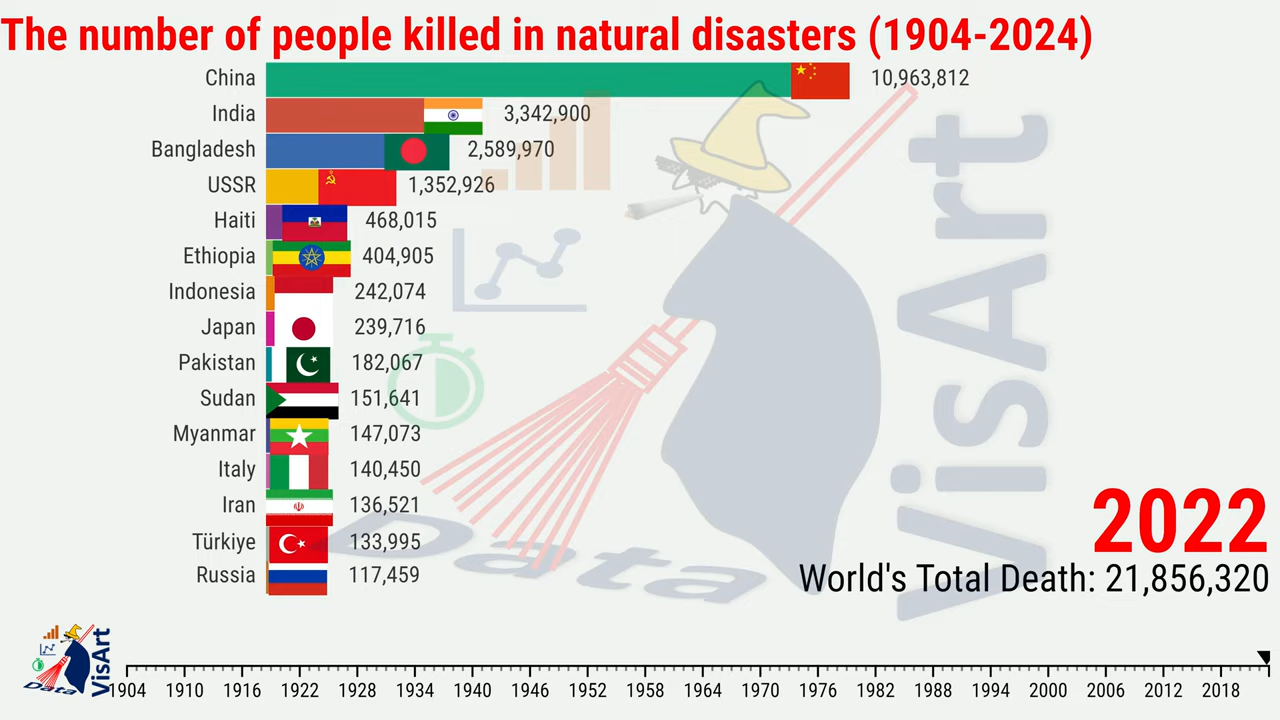 The number of people killed in natural disasters (1904-2024)
China 10,963,812
India 3,342,900
Bangladesh 2,589,970
USSR 1,352,926
Haiti 468,015
Ethiopia 404,905
Indonesia 242,074
Japan 239,716
Pakistan 182,067
Sudan 151,641
Myanmar 147,073
Italy 140,450
Iran 136,521
Türkiye 133,995
Russia 117,459
Data
VisArt
2022
World's Total Death: 21,856,320
Data
VisArt
1904 1910 1916 1922 1928 1934 1940 1946 1952 1958 1964 1970 1976 1982 1988 1994 2000 2006 2012 2018